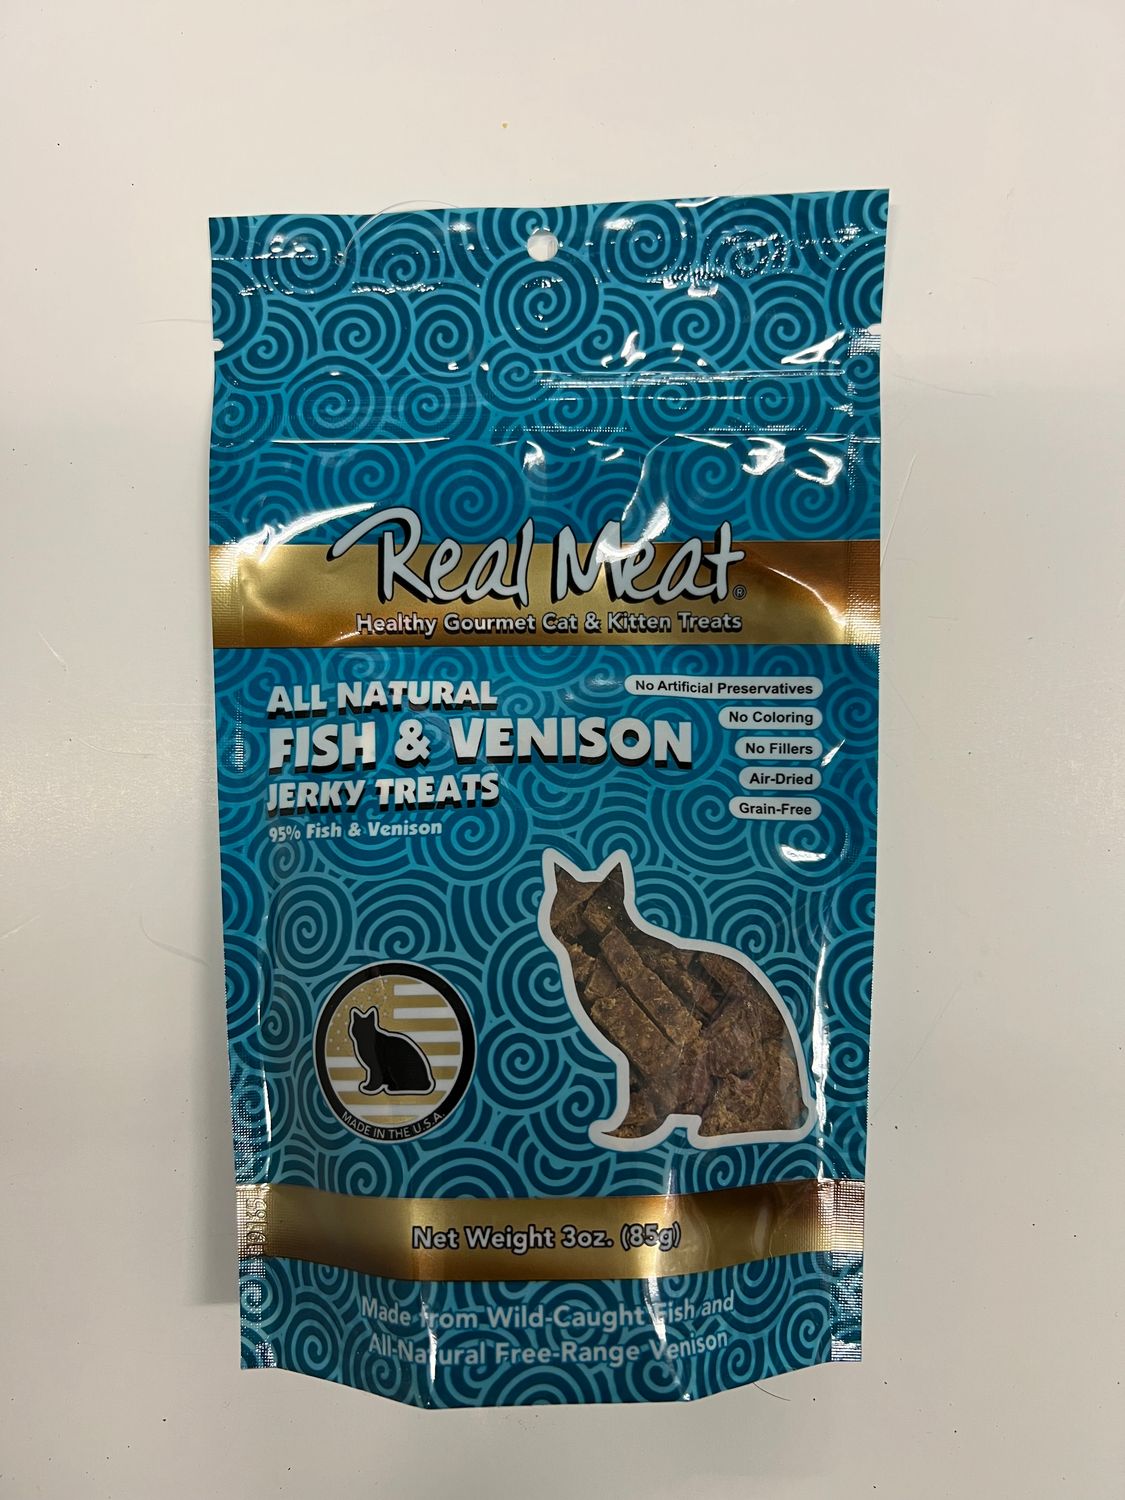 Real Meat®
Healthy Gourmet Cat & Kitten Treats
ALL NATURAL
FISH & VENISON
JERKY TREATS
95% Fish & Venison
No Artificial Preservatives
No Coloring
No Fillers
Air-Dried
Grain-Free
MADE IN THE U.S.A.
Net Weight 3oz. (85g)
Made from Wild-Caught Fish and
All-Natural Free-Range Venison